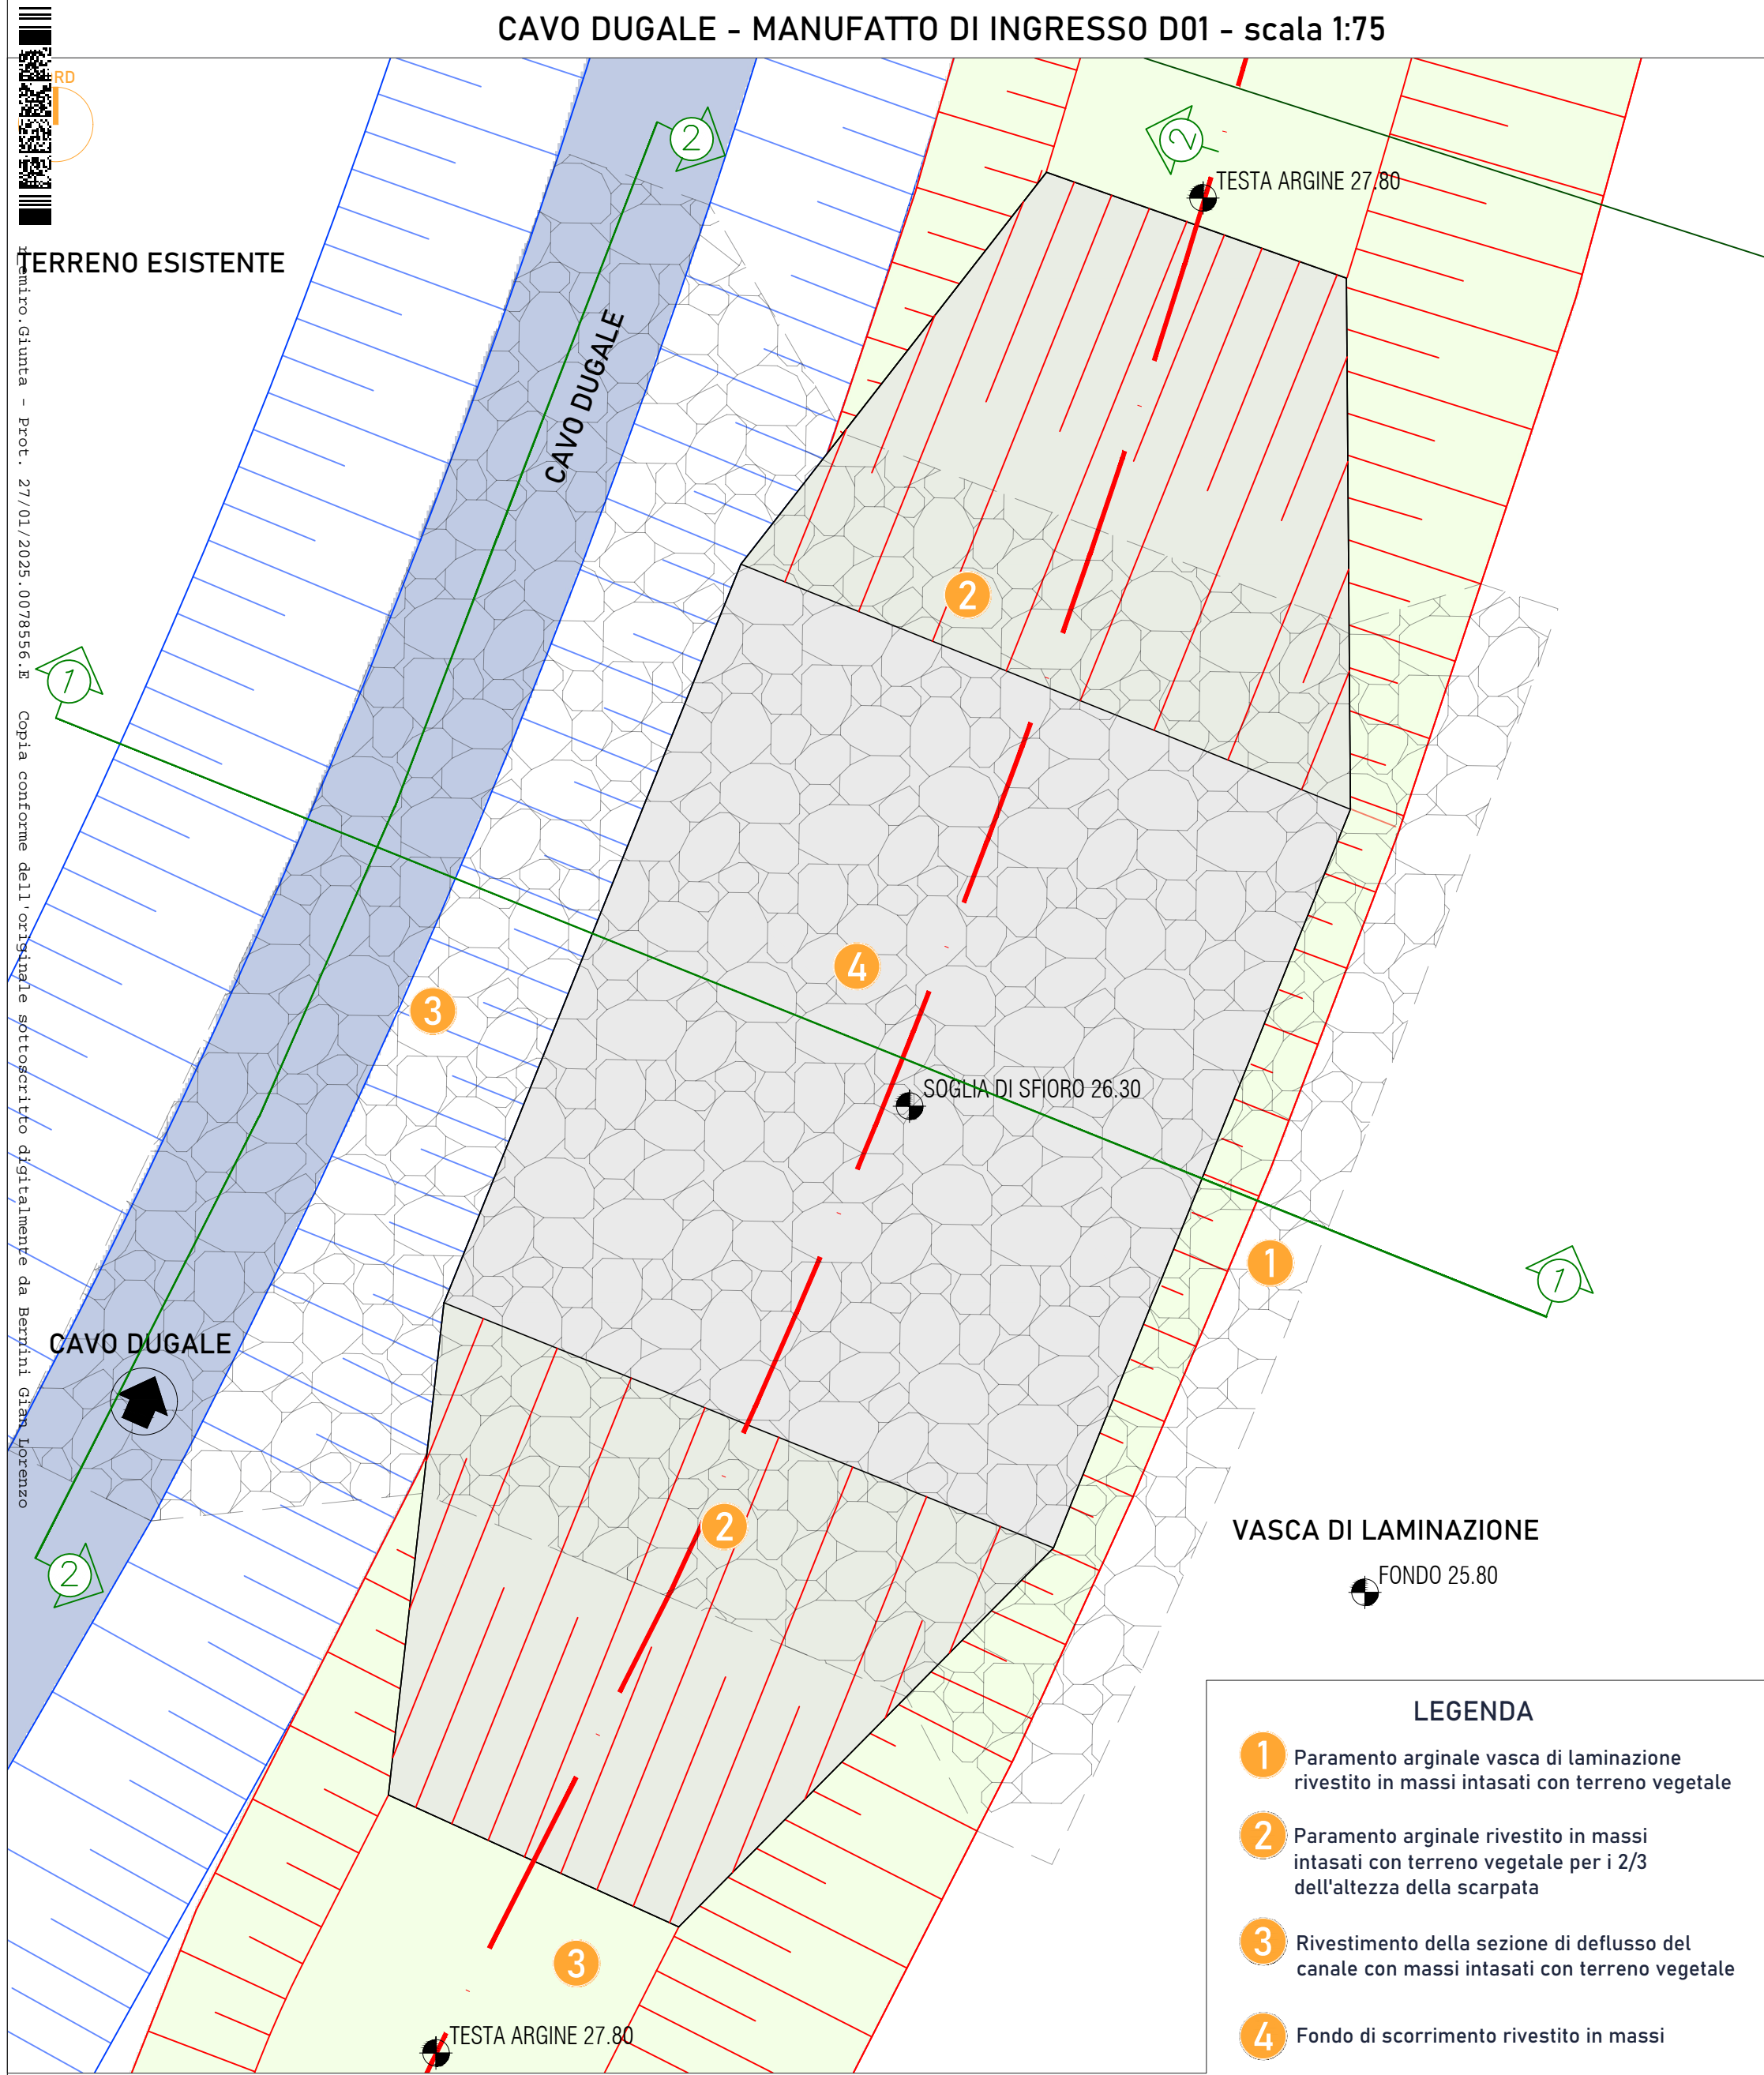 CAVO DUGALE - MANUFATTO DI INGRESSO D01 - scala 1:75
RD
2
2
TESTA ARGINE 27.80
TERRENO ESISTENTE
CAVO DUGALE
2
1
4
3
SOGLIA DI SFIORO 26.30
1
1
CAVO DUGALE
2
2
VASCA DI LAMINAZIONE
FONDO 25.80
3
TESTA ARGINE 27.80
LEGENDA
1 Paramento arginale vasca di laminazione
rivestito in massi intasati con terreno vegetale
2 Paramento arginale rivestito in massi
intasati con terreno vegetale per i 2/3
dell'altezza della scarpata
3 Rivestimento della sezione di deflusso del
canale con massi intasati con terreno vegetale
4 Fondo di scorrimento rivestito in massi
r_emiro.Giunta - Prot. 27/01/2025.0078556.E Copia conforme dell'originale sottoscritto digitalmente da Bernini Gian Lorenzo